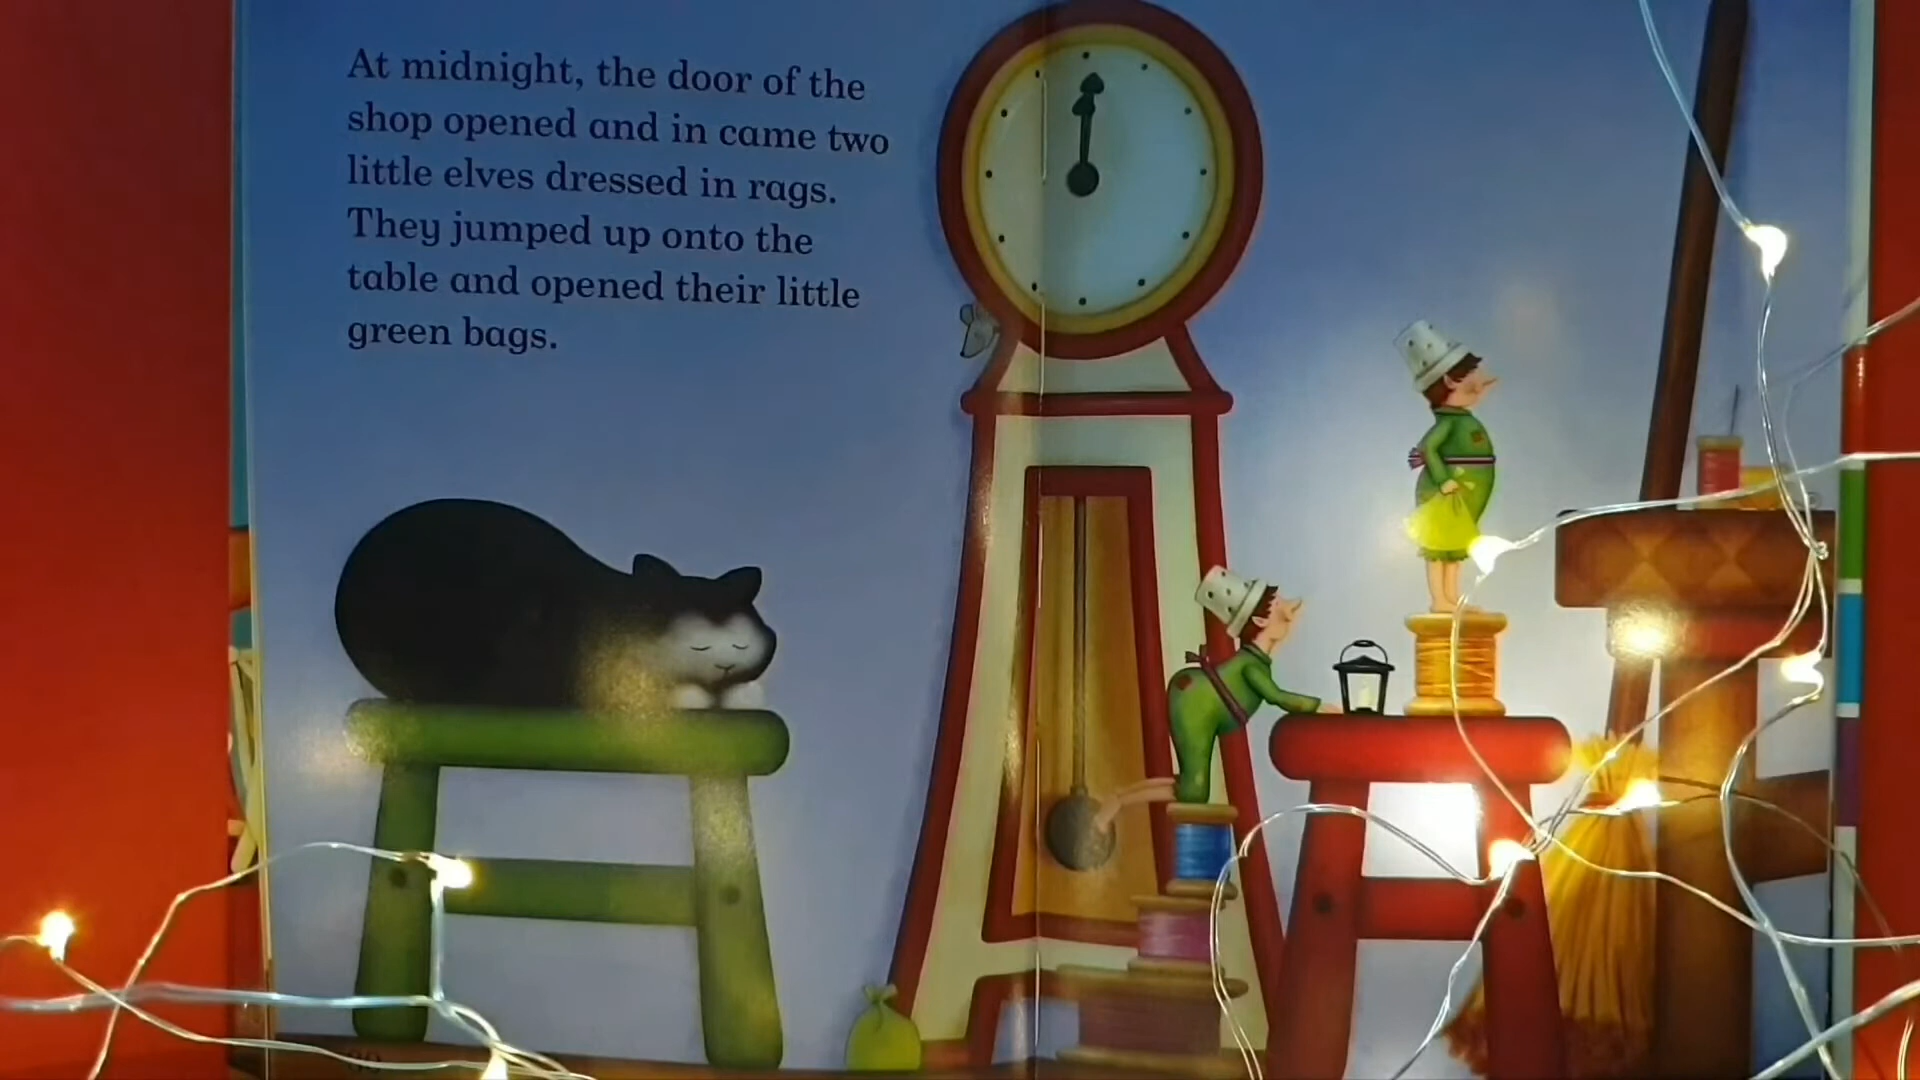 At midnight, the door of the
shop opened and in came two
little elves dressed in rags.
They jumped up onto the
table and opened their little
green bags.